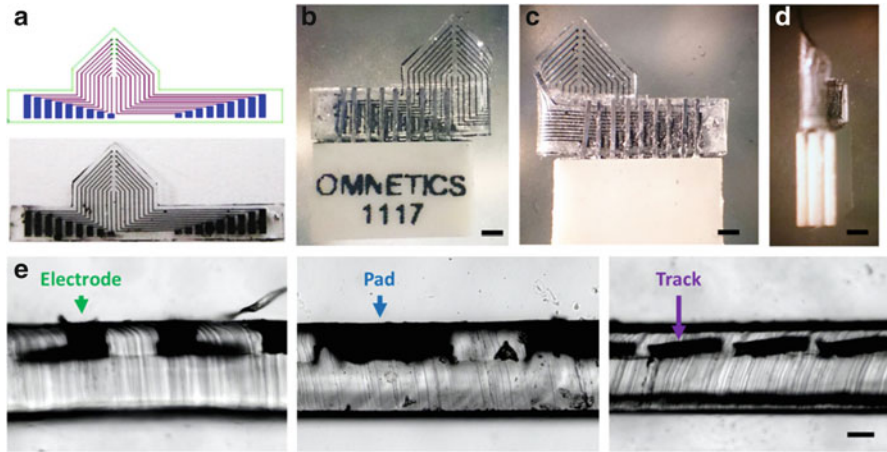 a
b
c
d
OMNETICS
1117
e
Electrode
Pad
Track